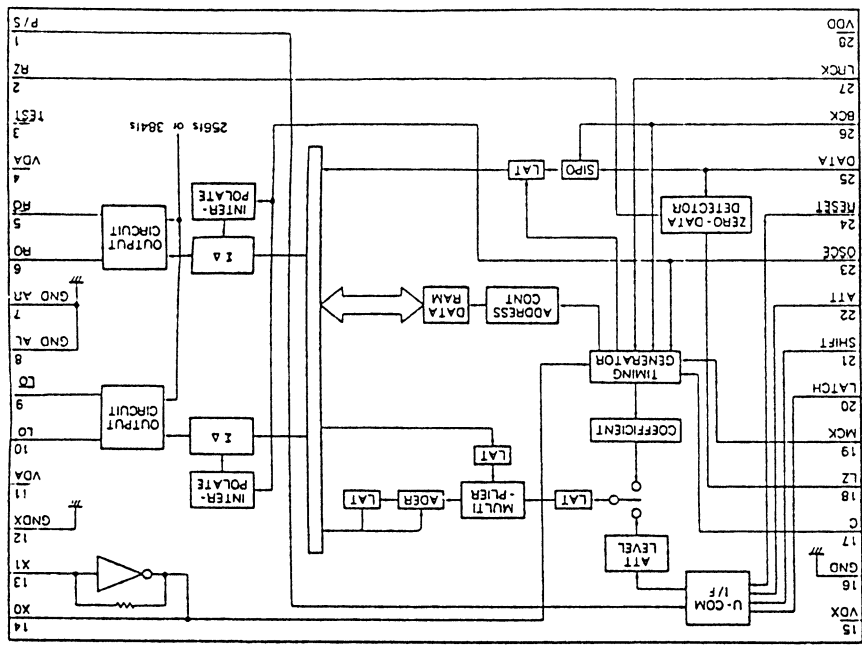 P/S
1
RZ
2
TEST
3
VDA
4
RO
5
RO
6
GND AR
7
GND AL
8
LO
9
LO
10
VDA
11
GNDX
12
X1
13
X0
14
VDD
28
LRCK
27
BCK
26
DATA
25
RESET
24
OSCE
23
ATT
22
SHIFT
21
LATCH
20
MCK
19
LZ
18
C
17
GND
16
VDX
15
256fs or 384fs
OUTPUT
CIRCUIT
INTER-
POLATE
Σ Δ
LAT
SIPO
ZERO-DATA
DETECTOR
DATA
RAM
ADDRESS
CONT
TIMING
GENERATOR
OUTPUT
CIRCUIT
Σ Δ
INTER-
POLATE
COEFFICIENT
LAT
LAT
ADER
MULTI
-PLIER
LAT
ATT
LEVEL
U-COM
I/F